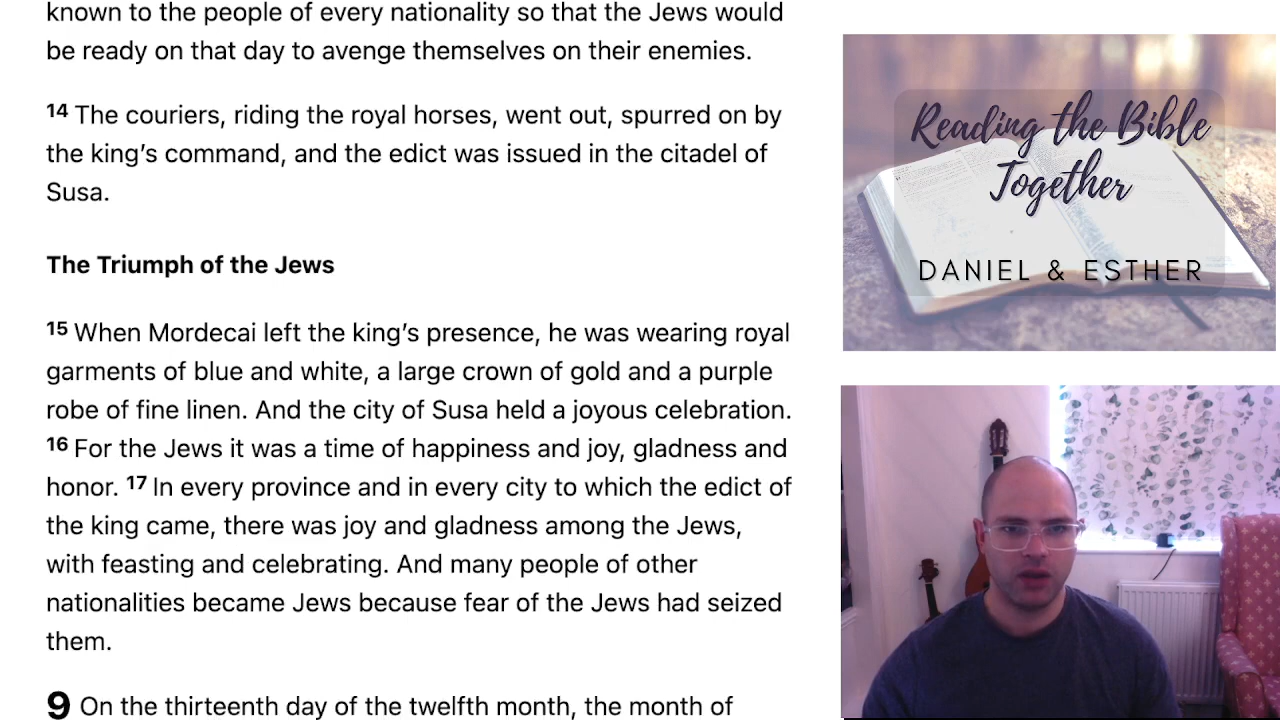 known to the people of every nationality so that the Jews would
be ready on that day to avenge themselves on their enemies.
14 The couriers, riding the royal horses, went out, spurred on by
the king’s command, and the edict was issued in the citadel of
Susa.
The Triumph of the Jews
15 When Mordecai left the king’s presence, he was wearing royal
garments of blue and white, a large crown of gold and a purple
robe of fine linen. And the city of Susa held a joyous celebration.
16 For the Jews it was a time of happiness and joy, gladness and
honor. 17 In every province and in every city to which the edict of
the king came, there was joy and gladness among the Jews,
with feasting and celebrating. And many people of other
nationalities became Jews because fear of the Jews had seized
them.
9 On the thirteenth day of the twelfth month, the month of
Reading the Bible
Together
DANIEL & ESTHER